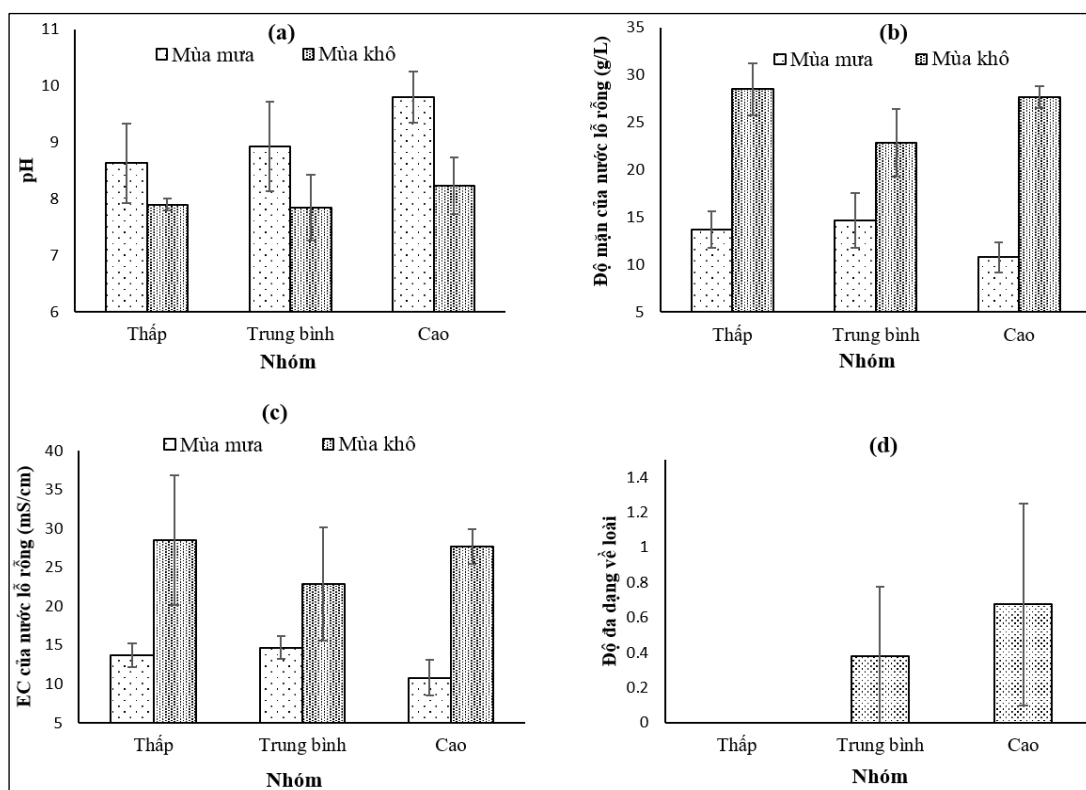 (a)
Mùa mưa Mùa khô
11
10
9
8
7
6
pH
Thấp Trung bình Cao
Nhóm
(b)
Mùa mưa Mùa khô
35
30
25
20
15
10
5
Độ mặn của nước lỗ rỗng (g/L)
Thấp Trung bình Cao
Nhóm
(c)
Mùa mưa Mùa khô
40
35
30
25
20
15
10
5
EC của nước lỗ rỗng (mS/cm)
Thấp Trung bình Cao
Nhóm
(d)
1.4
1.2
1
0.8
0.6
0.4
0.2
0
Độ đa dạng về loài
Thấp Trung bình Cao
Nhóm